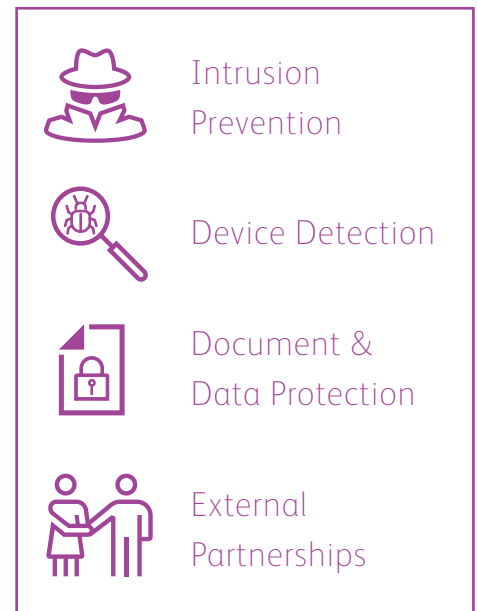 Intrusion
Prevention
Device Detection
Document &
Data Protection
External
Partnerships